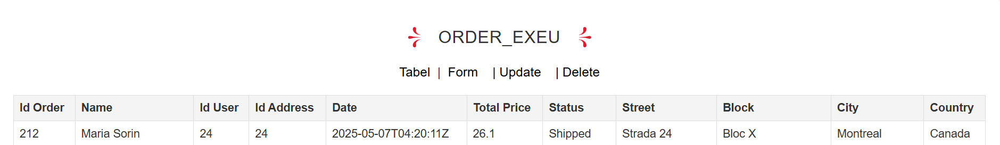 ORDER_EXEU
Tabel | Form | Update | Delete
Id Order Name Id User Id Address Date Total Price Status Street Block City Country
212 Maria Sorin 24 24 2025-05-07T04:20:11Z 26.1 Shipped Strada 24 Bloc X Montreal Canada